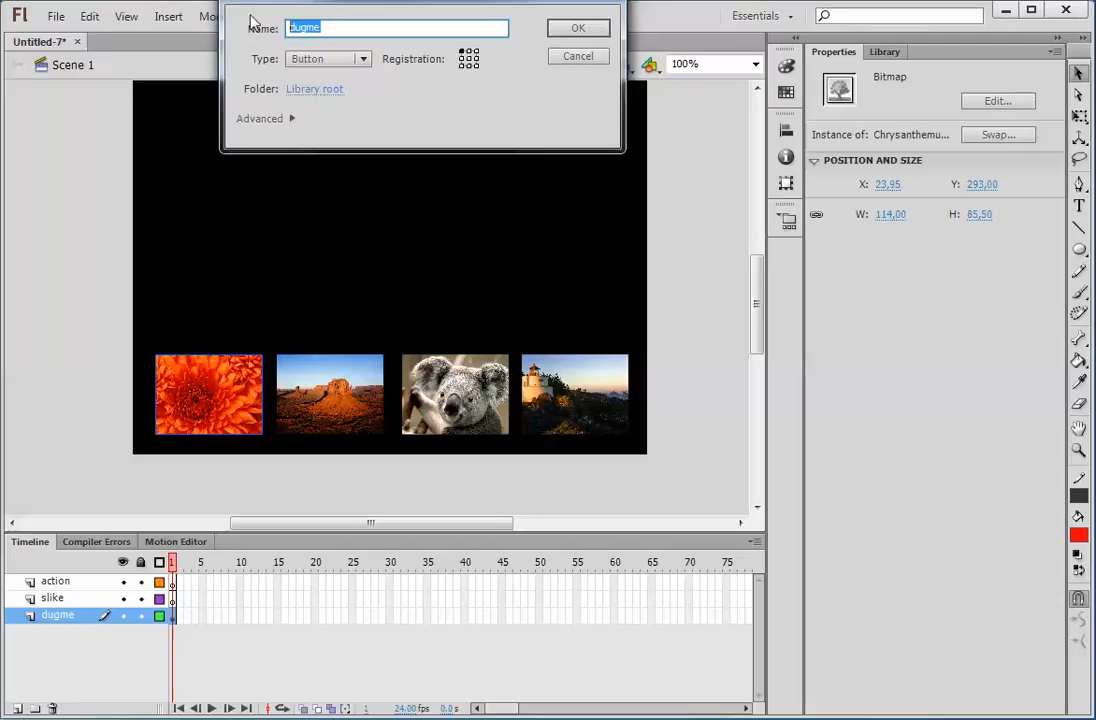 Fl File Edit View Insert Mo
Essentials
Untitled-7* ×
Scene 1
100%
Name: dugme OK
Type: Button Registration: Cancel
Folder: Library root
Advanced
Properties Library
Bitmap
Edit...
Instance of: Chrysanthemu... Swap...
POSITION AND SIZE
X: 23,95 Y: 293,00
W: 114,00 H: 85,50
Timeline Compiler Errors Motion Editor
1 5 10 15 20 25 30 35 40 45 50 55 60 65 70 75
action
slike
dugme
1 24.00 fps 0.0 s